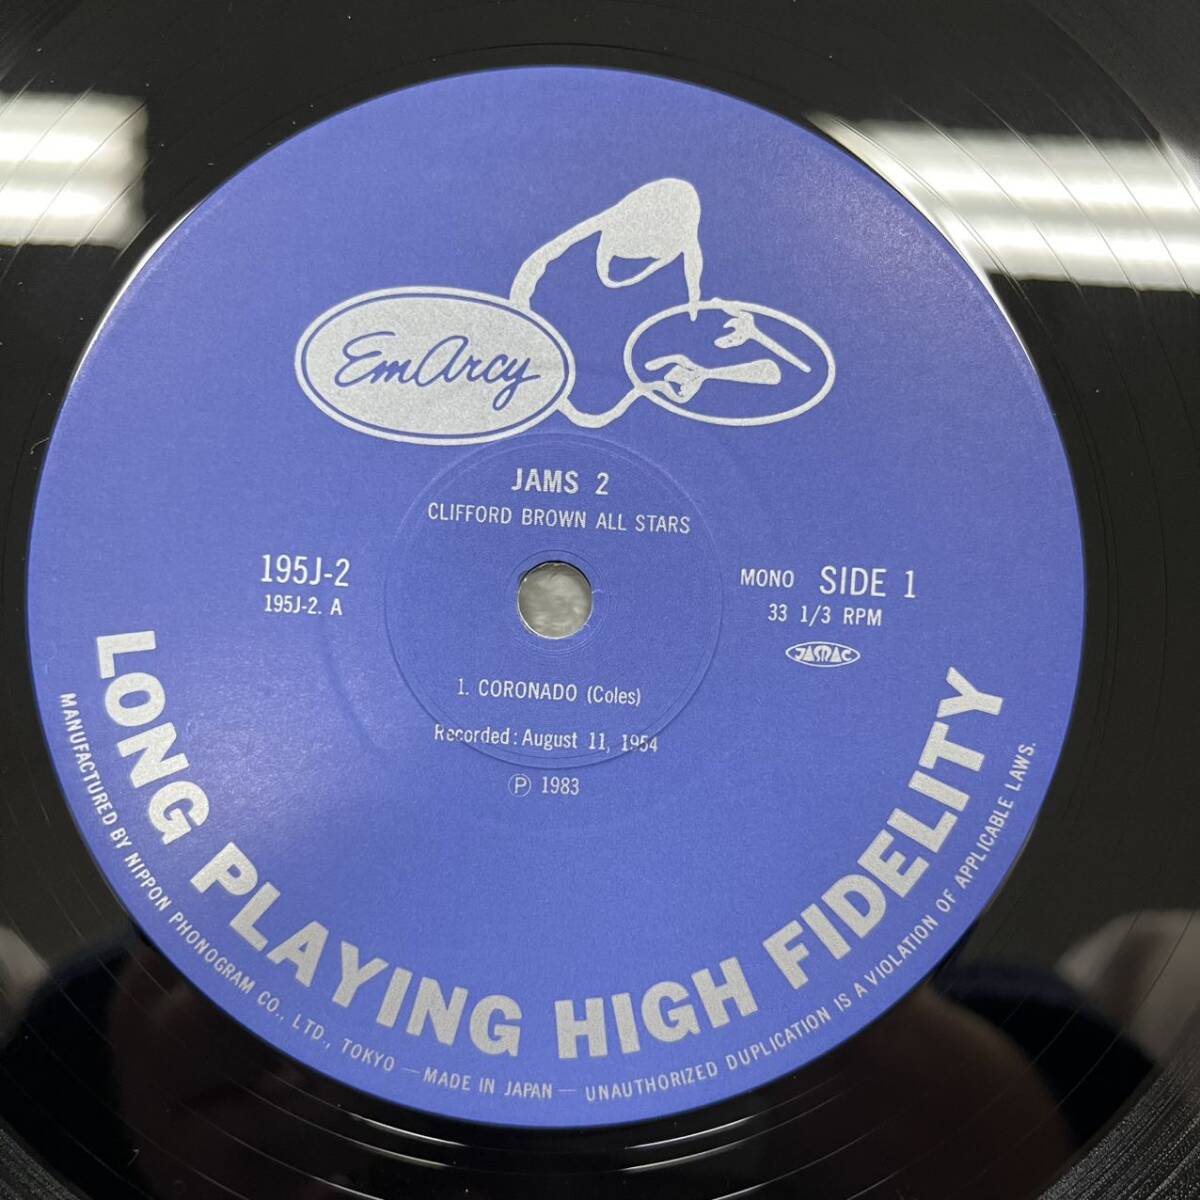 EmArcy
JAMS 2
CLIFFORD BROWN ALL STARS
195J-2
195J-2. A
MONO SIDE 1
33 1/3 RPM
JASRAC
1. CORONADO (Coles)
Recorded: August 11, 1954
Ⓟ 1983
LONG PLAYING HIGH FIDELITY
MANUFACTURED BY NIPPON PHONOGRAM CO., LTD., TOKYO — MADE IN JAPAN — UNAUTHORIZED DUPLICATION IS A VIOLATION OF APPLICABLE LAWS.